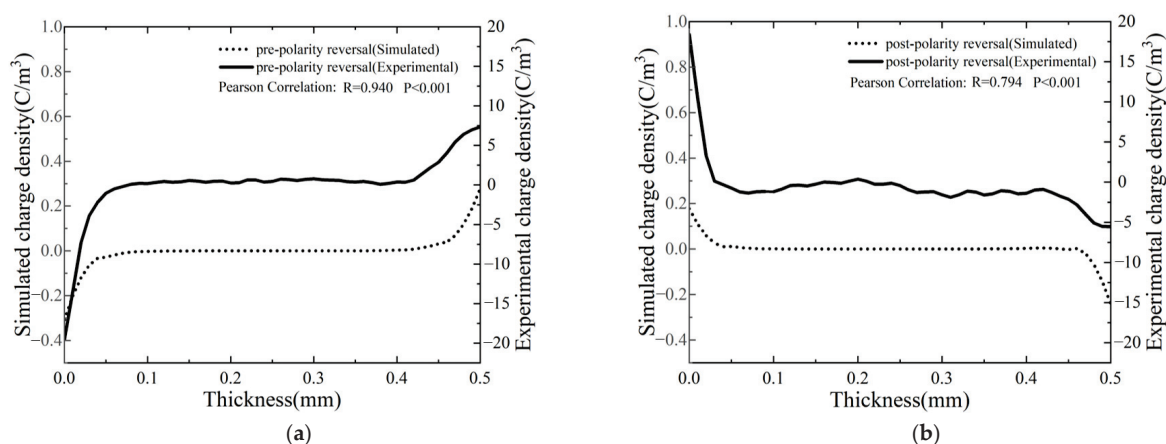 Simulated charge density(C/m³)
1.0
0.8
0.6
0.4
0.2
0.0
−0.2
−0.4
pre-polarity reversal(Simulated)
pre-polarity reversal(Experimental)
Pearson Correlation: R=0.940 P<0.001
20
15
10
5
0
−5
−10
−15
−20
Experimental charge density(C/m³)
0.0 0.1 0.2 0.3 0.4 0.5
Thickness(mm)
(a)
Simulated charge density(C/m³)
1.0
0.8
0.6
0.4
0.2
0.0
−0.2
−0.4
post-polarity reversal(Simulated)
post-polarity reversal(Experimental)
Pearson Correlation: R=0.794 P<0.001
20
15
10
5
0
−5
−10
−15
−20
Experimental charge density(C/m³)
0.0 0.1 0.2 0.3 0.4 0.5
Thickness(mm)
(b)